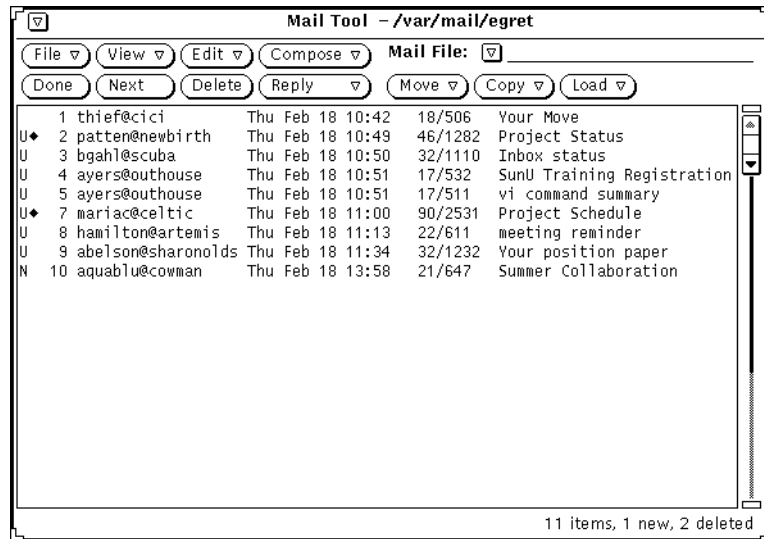 Mail Tool – /var/mail/egret
File View Edit Compose Mail File:
Done Next Delete Reply Move Copy Load
1 thief@cici Thu Feb 18 10:42 18/506 Your Move
U◆ 2 patten@newbirth Thu Feb 18 10:49 46/1282 Project Status
U 3 bgahl@scuba Thu Feb 18 10:50 32/1110 Inbox status
U 4 ayers@outhouse Thu Feb 18 10:51 17/532 SunU Training Registration
U 5 ayers@outhouse Thu Feb 18 10:51 17/511 vi command summary
U◆ 7 mariac@celtic Thu Feb 18 11:00 90/2531 Project Schedule
U 8 hamilton@artemis Thu Feb 18 11:13 22/611 meeting reminder
U 9 abelson@sharonolds Thu Feb 18 11:34 32/1232 Your position paper
N 10 aquablu@cowman Thu Feb 18 13:58 21/647 Summer Collaboration
11 items, 1 new, 2 deleted